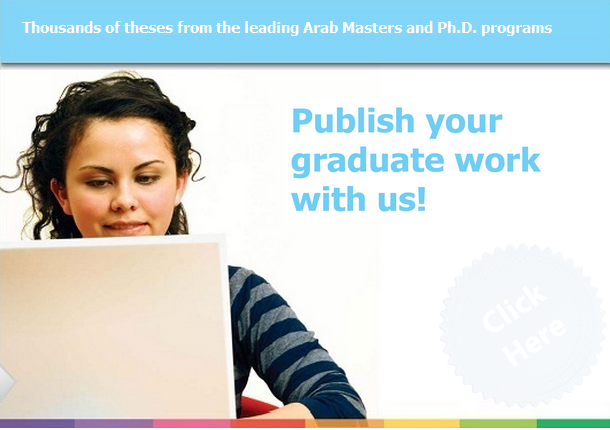 Thousands of theses from the leading Arab Masters and Ph.D. programs
Publish your
graduate work
with us!
Click
Here